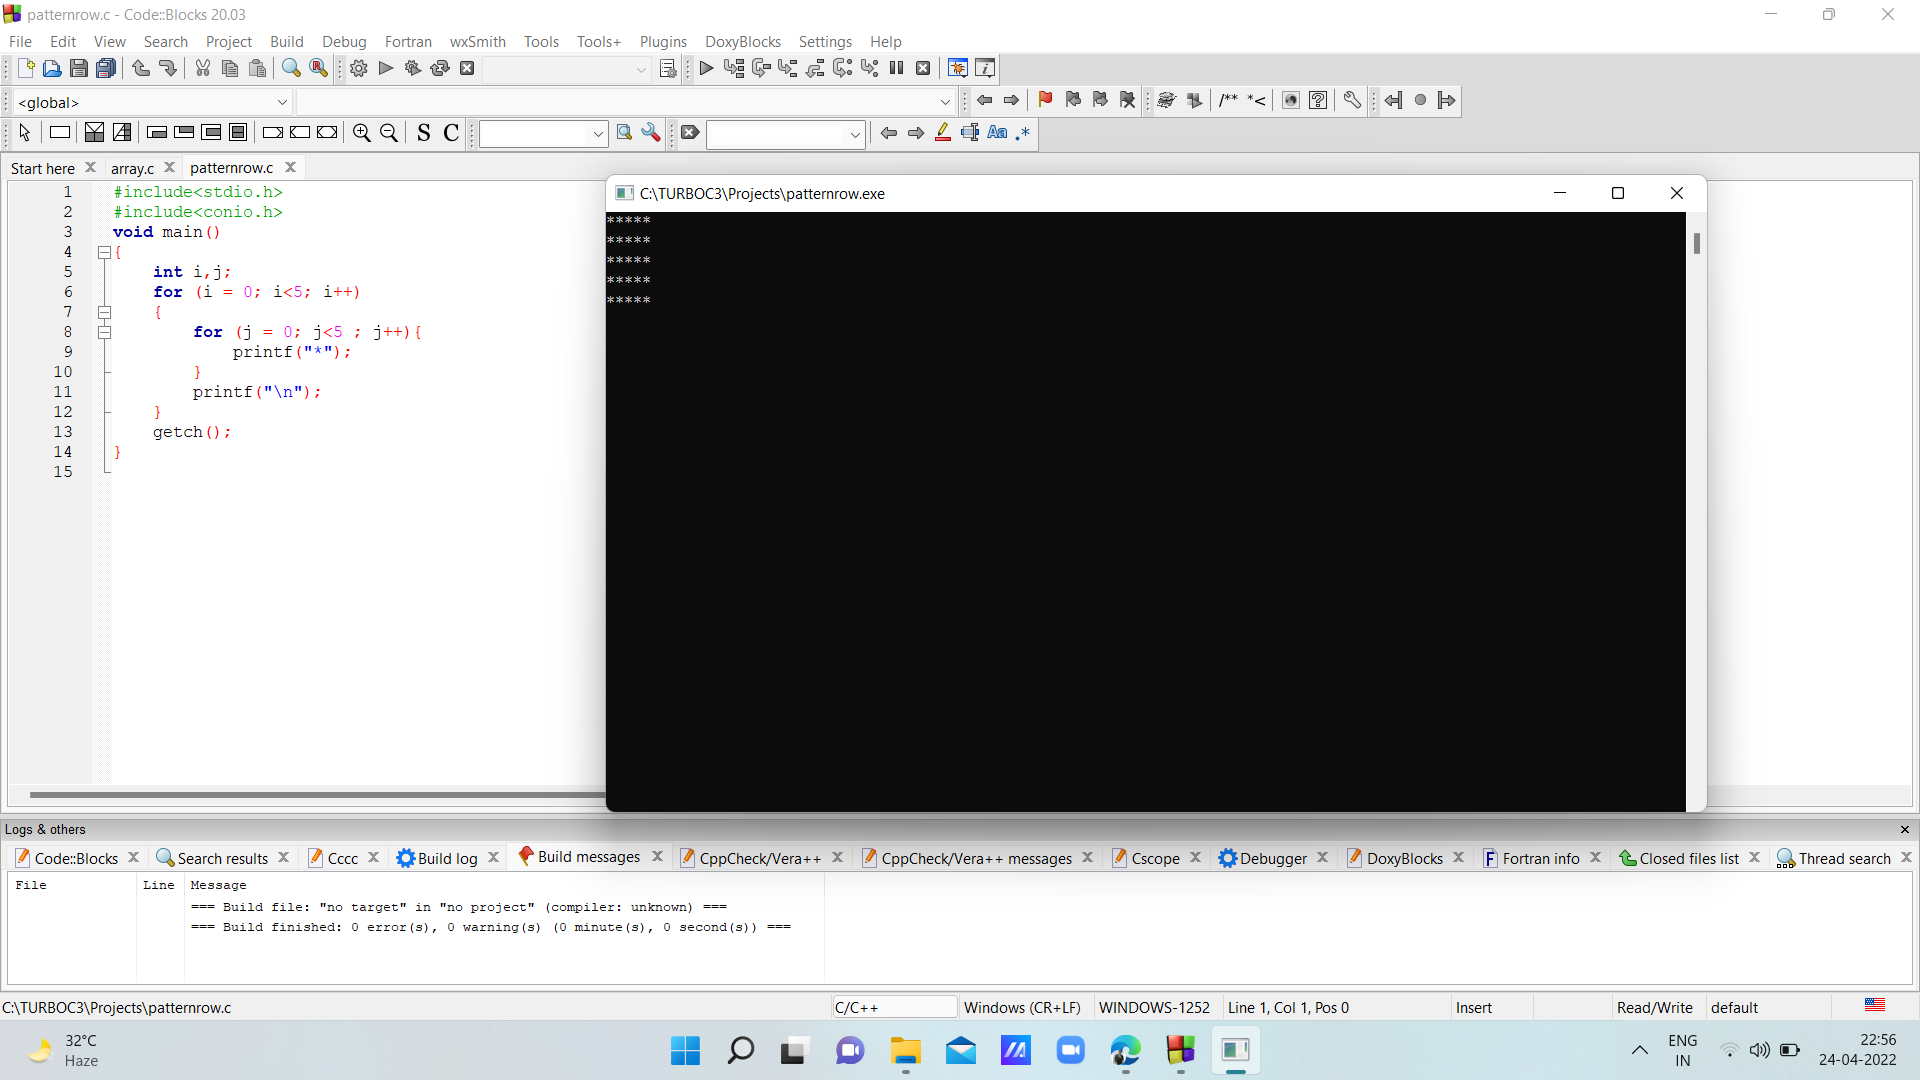 patternrow.c - Code::Blocks 20.03
File Edit View Search Project Build Debug Fortran wxSmith Tools Tools+ Plugins DoxyBlocks Settings Help
<global>
/** *<
S C
Aa .*
Start here array.c patternrow.c
1 #include<stdio.h>
2 #include<conio.h>
3 void main()
4 {
5 int i,j;
6 for (i = 0; i<5; i++)
7 {
8 for (j = 0; j<5 ; j++){
9 printf("*");
10 }
11 printf("\n");
12 }
13 getch();
14 }
15
C:\TURBOC3\Projects\patternrow.exe
*****
*****
*****
*****
*****
Logs & others
Code::Blocks Search results Cccc Build log Build messages CppCheck/Vera++ CppCheck/Vera++ messages Cscope Debugger DoxyBlocks Fortran info Closed files list Thread search
File Line Message
=== Build file: "no target" in "no project" (compiler: unknown) ===
=== Build finished: 0 error(s), 0 warning(s) (0 minute(s), 0 second(s)) ===
C:\TURBOC3\Projects\patternrow.c C/C++ Windows (CR+LF) WINDOWS-1252 Line 1, Col 1, Pos 0 Insert Read/Write default
32°C
Haze
ENG
IN
22:56
24-04-2022